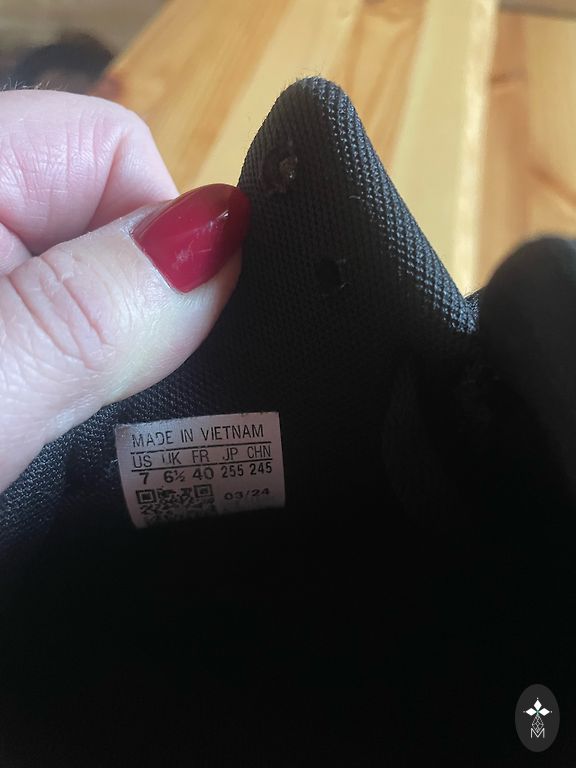 MADE IN VIETNAM
US UK FR JP CHN
7 6½ 40 255 245
03/24
M